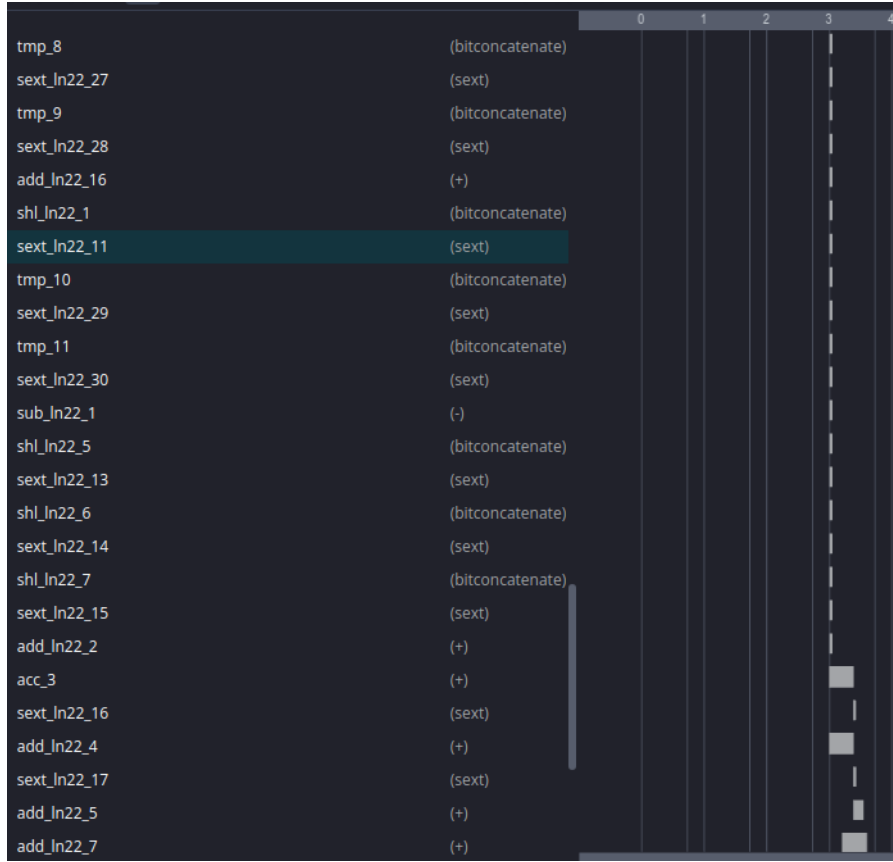 0 1 2 3 4
tmp_8 (bitconcatenate)
sext_ln22_27 (sext)
tmp_9 (bitconcatenate)
sext_ln22_28 (sext)
add_ln22_16 (+)
shl_ln22_1 (bitconcatenate)
sext_ln22_11 (sext)
tmp_10 (bitconcatenate)
sext_ln22_29 (sext)
tmp_11 (bitconcatenate)
sext_ln22_30 (sext)
sub_ln22_1 (-)
shl_ln22_5 (bitconcatenate)
sext_ln22_13 (sext)
shl_ln22_6 (bitconcatenate)
sext_ln22_14 (sext)
shl_ln22_7 (bitconcatenate)
sext_ln22_15 (sext)
add_ln22_2 (+)
acc_3 (+)
sext_ln22_16 (sext)
add_ln22_4 (+)
sext_ln22_17 (sext)
add_ln22_5 (+)
add_ln22_7 (+)